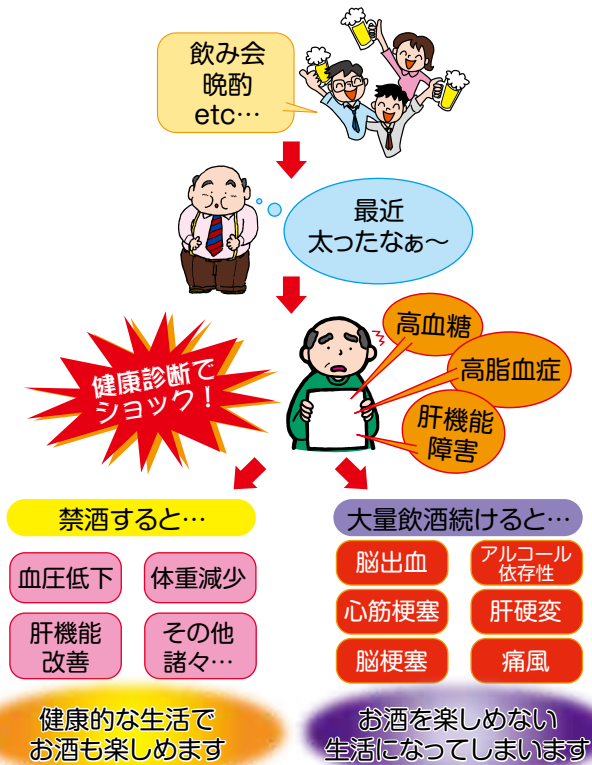 飲み会
晩酌
etc…
最近
太ったなぁ〜
健康診断で
ショック！
高血糖
高脂血症
肝機能
障害
禁酒すると…
血圧低下
体重減少
肝機能
改善
その他
諸々…
健康的な生活で
お酒も楽しめます
大量飲酒続けると…
脳出血
アルコール
依存性
心筋梗塞
肝硬変
脳梗塞
痛風
お酒を楽しめない
生活になってしまいます